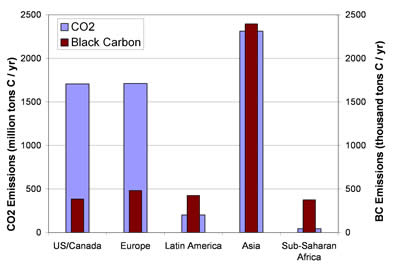 2500
2000
1500
1000
500
0
CO2 Emissions (million tons C / yr)
CO2
Black Carbon
2500
2000
1500
1000
500
0
BC Emissions (thousand tons C / yr)
US/Canada
Europe
Latin America
Asia
Sub-Saharan
Africa